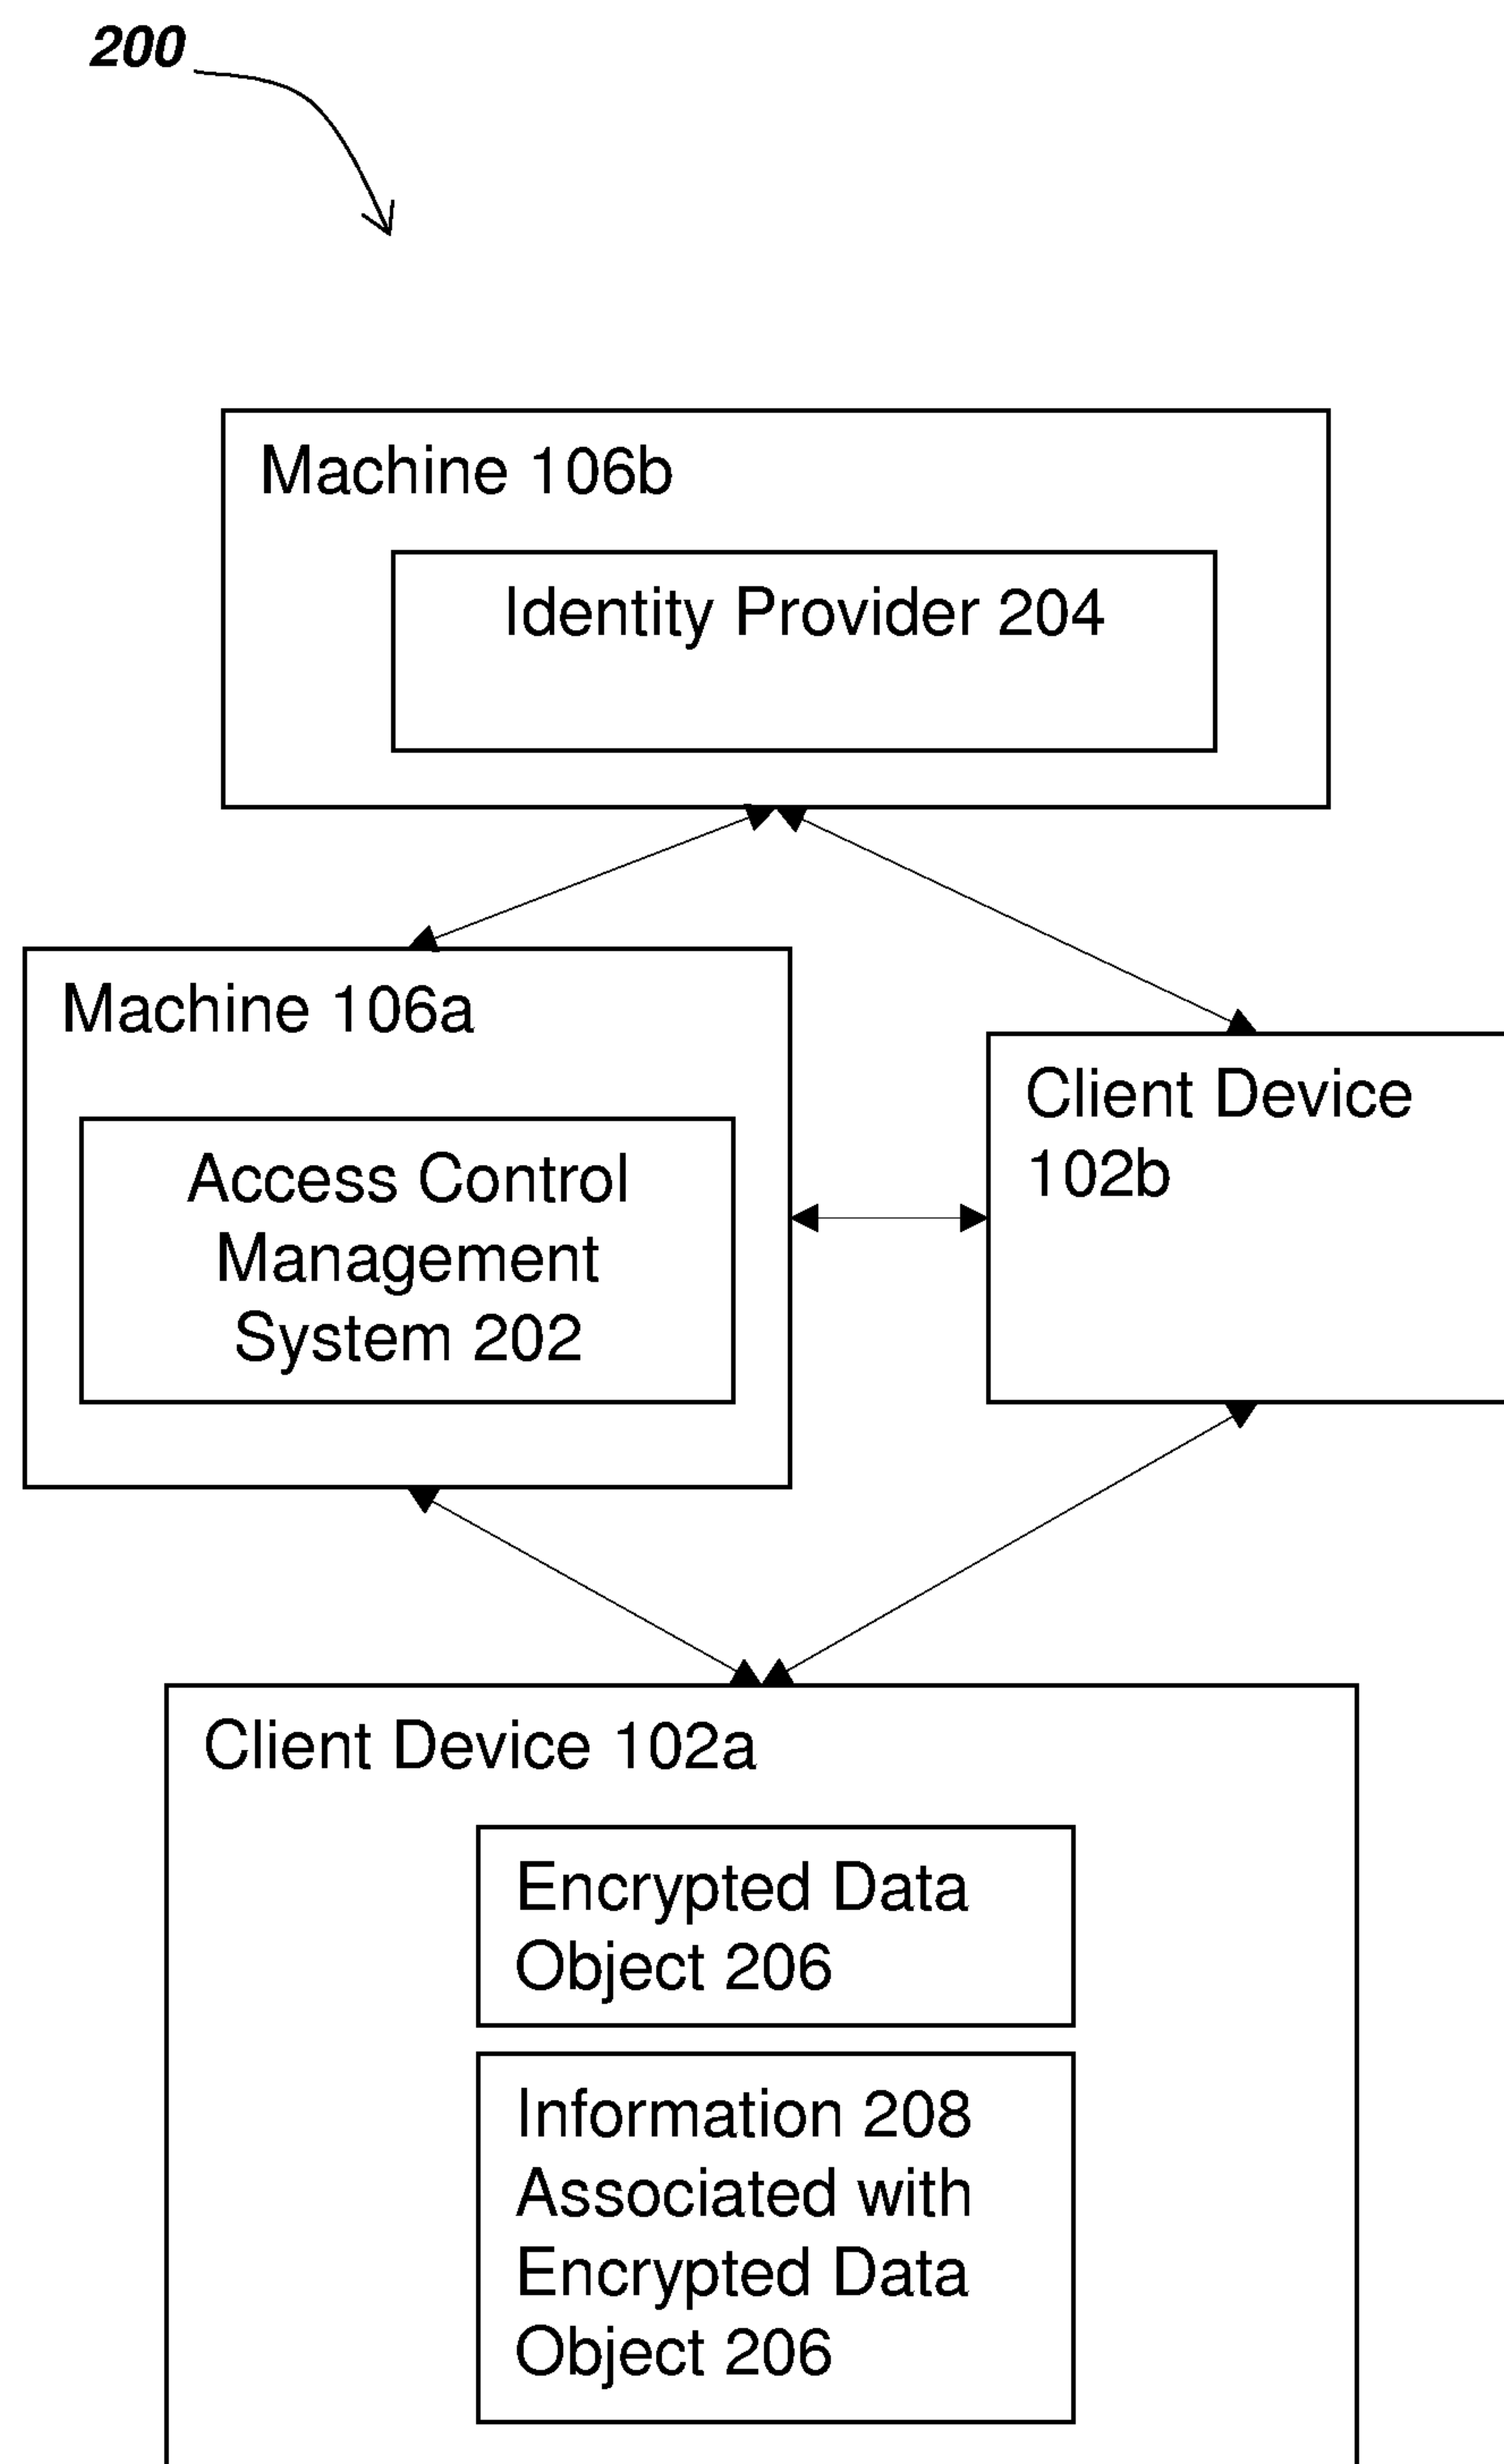 200
Machine 106b
Identity Provider 204
Machine 106a
Access Control
Management
System 202
Client Device
102b
Client Device 102a
Encrypted Data
Object 206
Information 208
Associated with
Encrypted Data
Object 206